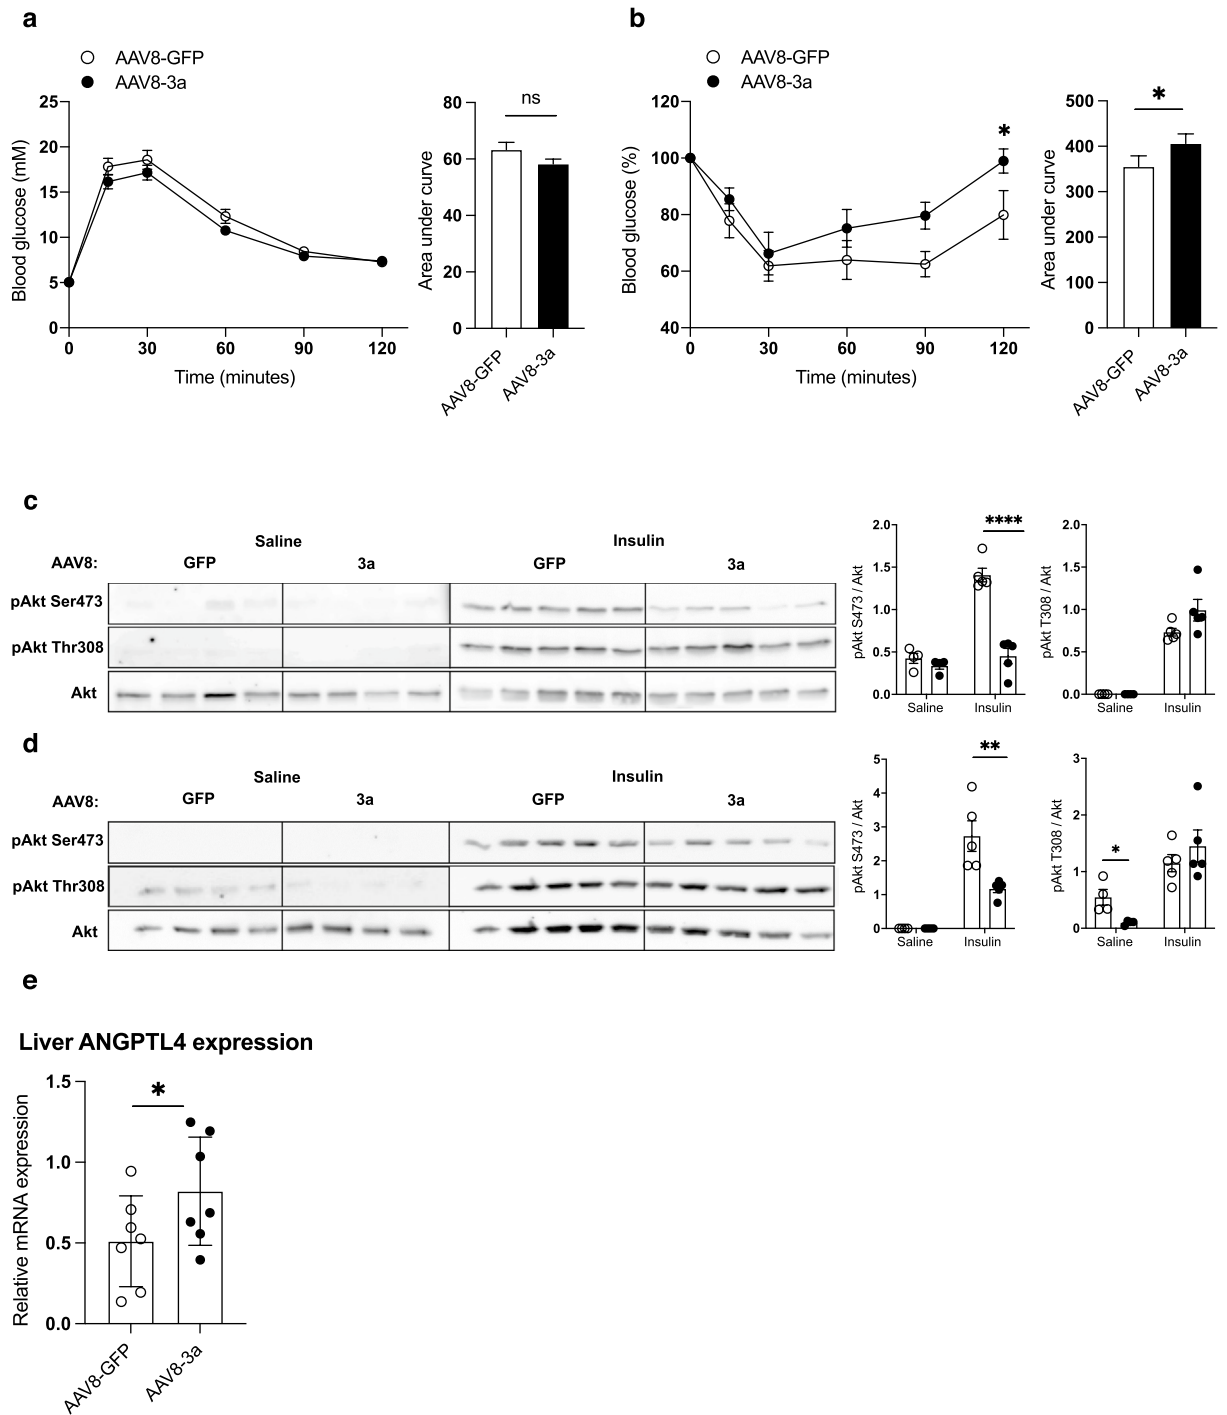 a
AAV8-GFP
AAV8-3a
Blood glucose (mM)
25
20
15
10
5
0
0 30 60 90 120
Time (minutes)
Area under curve
80
60
40
20
0
ns
AAV8-GFP
AAV8-3a
b
AAV8-GFP
AAV8-3a
Blood glucose (%)
120
100
80
60
40
*
0 30 60 90 120
Time (minutes)
Area under curve
500
400
300
200
100
0
*
AAV8-GFP
AAV8-3a
c
Saline Insulin
AAV8: GFP 3a GFP 3a
pAkt Ser473
pAkt Thr308
Akt
pAkt S473 / Akt
2.0
1.5
1.0
0.5
0.0
****
Saline Insulin
pAkt T308 / Akt
2.0
1.5
1.0
0.5
0.0
Saline Insulin
d
Saline Insulin
AAV8: GFP 3a GFP 3a
pAkt Ser473
pAkt Thr308
Akt
pAkt S473 / Akt
5
4
3
2
1
0
**
Saline Insulin
pAkt T308 / Akt
3
2
1
0
*
Saline Insulin
e
Liver ANGPTL4 expression
Relative mRNA expression
1.5
1.0
0.5
0.0
*
AAV8-GFP
AAV8-3a